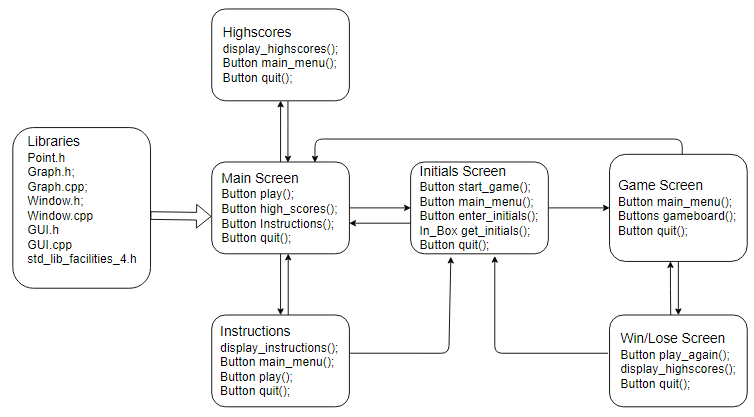 Highscores
display_highscores();
Button main_menu();
Button quit();
Libraries
Point.h
Graph.h;
Graph.cpp;
Window.h;
Window.cpp
GUI.h
GUI.cpp
std_lib_facilities_4.h
Main Screen
Button play();
Button high_scores();
Button Instructions();
Button quit();
Initials Screen
Button start_game();
Button main_menu();
Button enter_initials();
In_Box get_initials();
Button quit();
Game Screen
Button main_menu();
Buttons gameboard();
Button quit();
Instructions
display_instructions();
Button main_menu();
Button play();
Button quit();
Win/Lose Screen
Button play_again();
display_highscores();
Button quit();